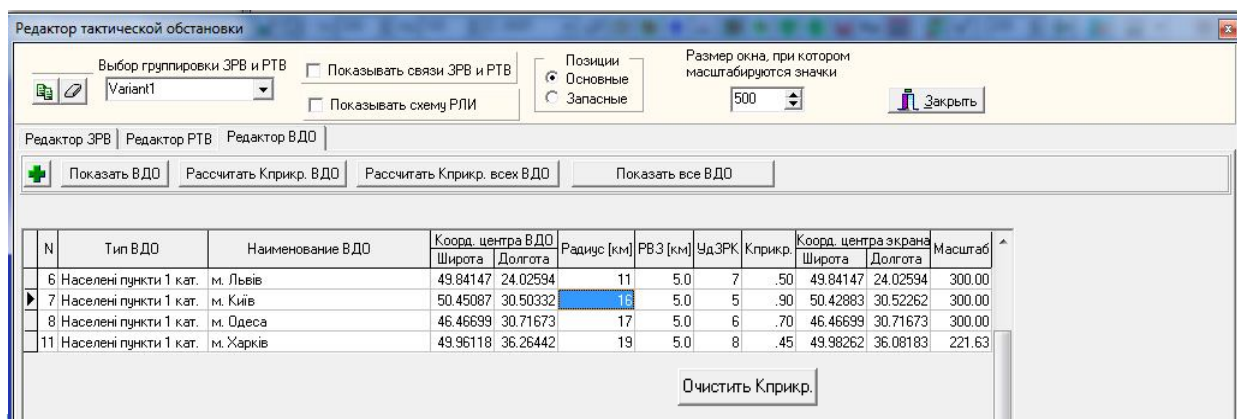 Редактор тактической обстановки
Выбор группировки ЗРВ и РТВ
Variant1
Показывать связи ЗРВ и РТВ
Показывать схему РЛИ
Позиции
Основные
Запасные
Размер окна, при котором
масштабируются значки
500
Закрыть
Редактор ЗРВ Редактор РТВ Редактор ВДО
Показать ВДО Рассчитать Кприкр. ВДО Рассчитать Кприкр. всех ВДО Показать все ВДО
N Тип ВДО Наименование ВДО Коорд. центра ВДО Радиус [км] РВЗ [км] УдЗРК Кприкр. Коорд. центра экрана Масштаб
Широта Долгота Широта Долгота
6 Населені пункти 1 кат. м. Львів 49.84147 24.02594 11 5.0 7 .50 49.84147 24.02594 300.00
7 Населені пункти 1 кат. м. Київ 50.45087 30.50332 16 5.0 5 .90 50.42883 30.52262 300.00
8 Населені пункти 1 кат. м. Одеса 46.46699 30.71673 17 5.0 6 .70 46.46699 30.71673 300.00
11 Населені пункти 1 кат. м. Харків 49.96118 36.26442 19 5.0 8 .45 49.98262 36.08183 221.63
Очистить Кприкр.